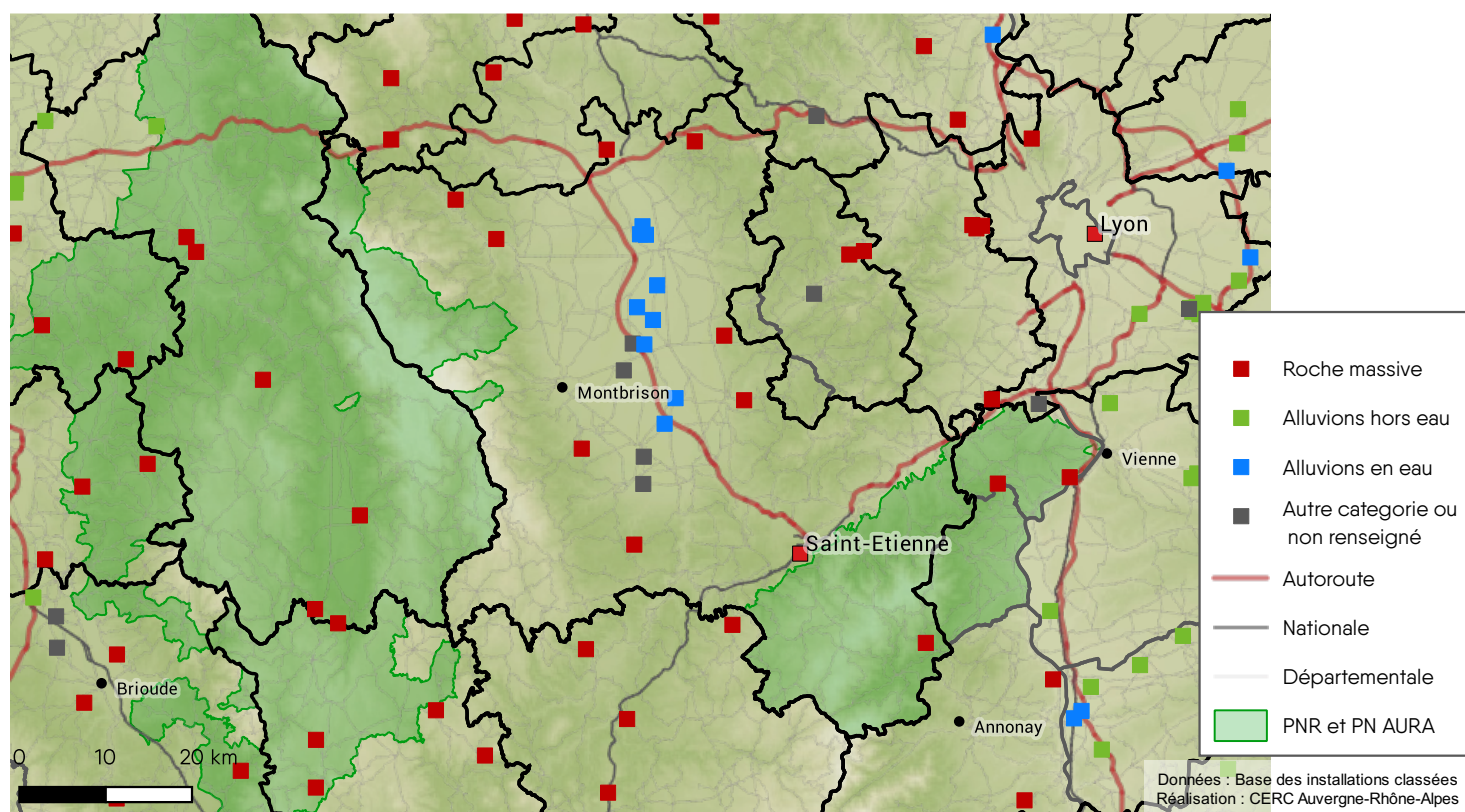 Lyon
Montbrison
Vienne
Saint-Etienne
Brioude
Annonay
0 10 20 km
Roche massive
Alluvions hors eau
Alluvions en eau
Autre categorie ou
non renseigné
Autoroute
Nationale
Départementale
PNR et PN AURA
Données : Base des installations classées
Réalisation : CERC Auvergne-Rhône-Alpes